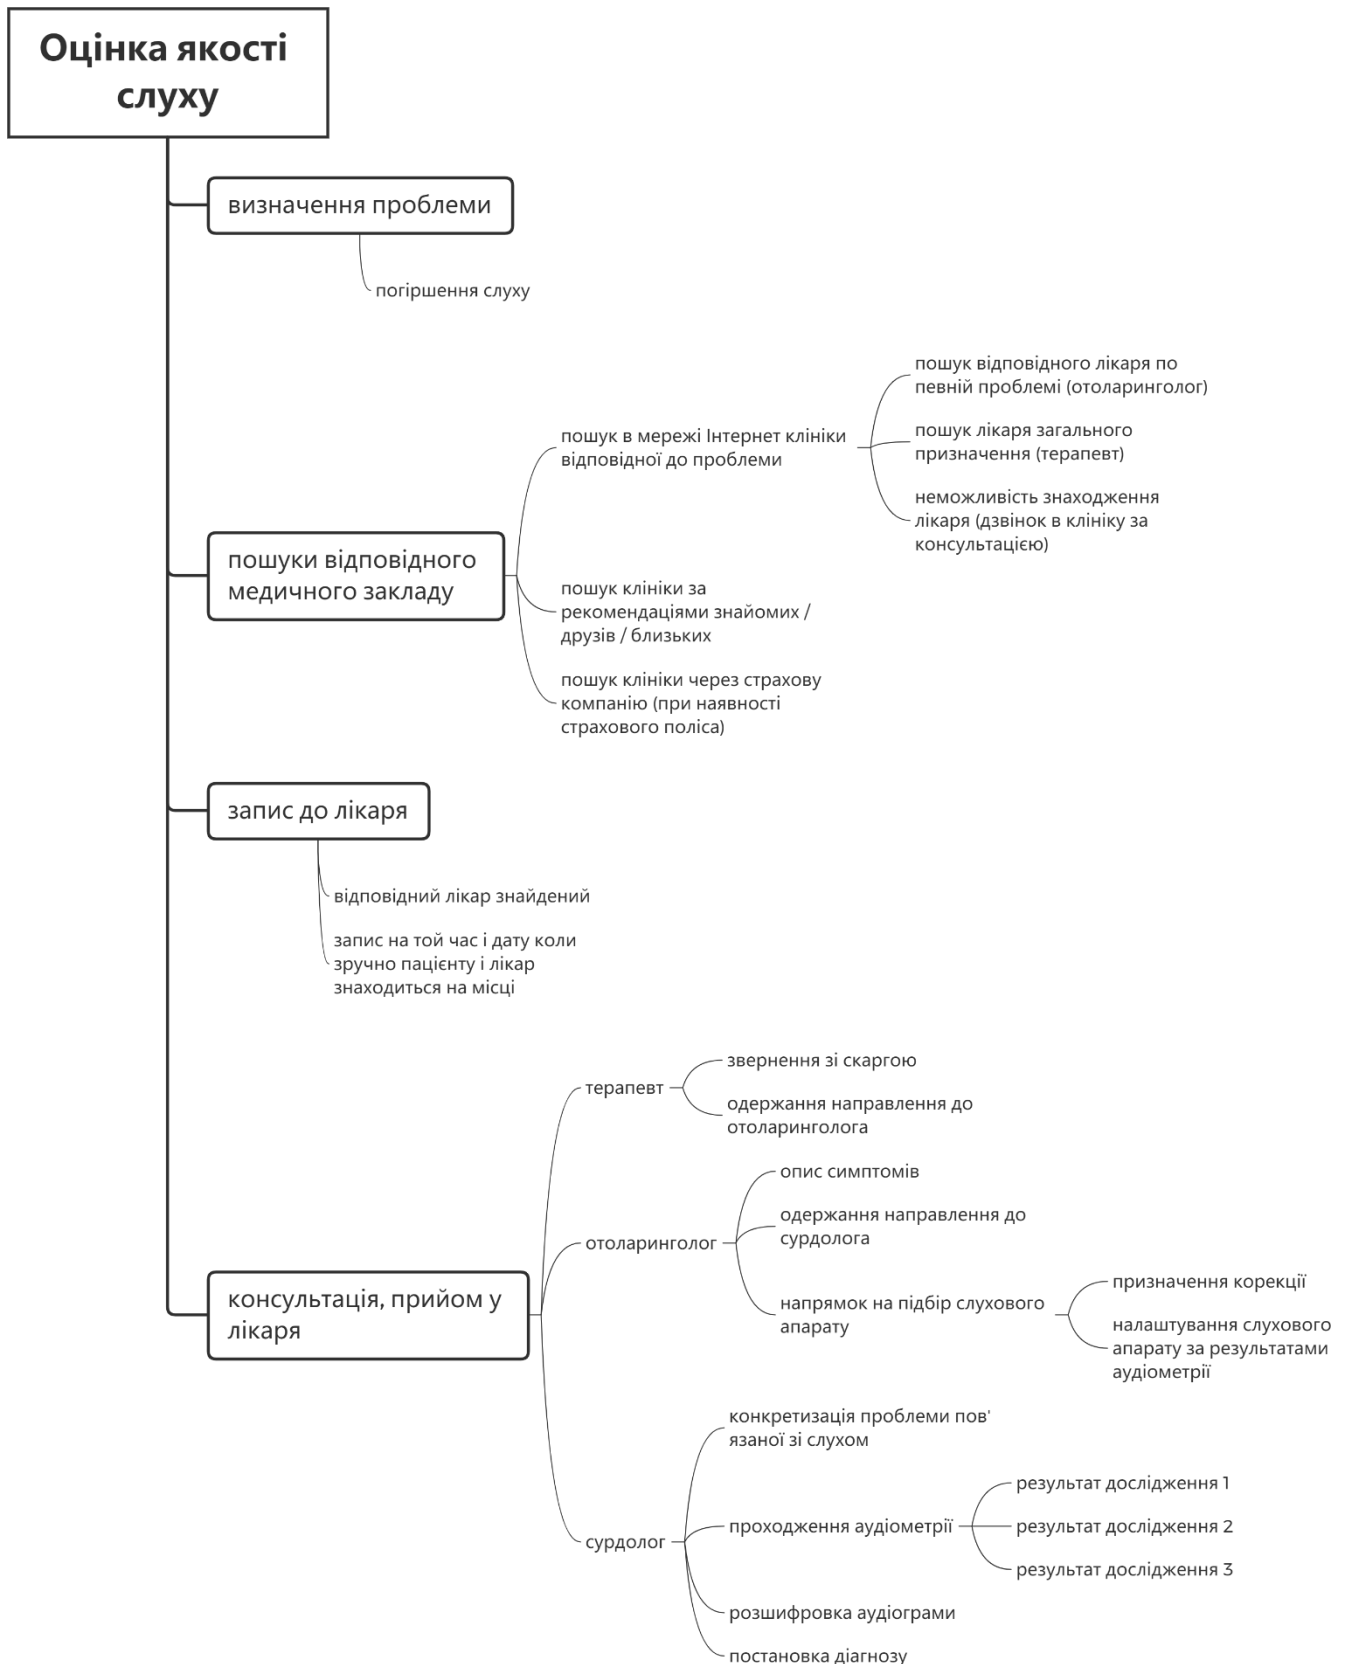 Оцінка якості
слуху
визначення проблеми
погіршення слуху
пошуки відповідного
медичного закладу
пошук в мережі Інтернет клініки
відповідної до проблеми
пошук відповідного лікаря по
певній проблемі (отоларинголог)
пошук лікаря загального
призначення (терапевт)
неможливість знаходження
лікаря (дзвінок в клініку за
консультацією)
пошук клініки за
рекомендаціями знайомих /
друзів / близьких
пошук клініки через страхову
компанію (при наявності
страхового поліса)
запис до лікаря
відповідний лікар знайдений
запис на той час і дату коли
зручно пацієнту і лікар
знаходиться на місці
консультація, прийом у
лікаря
терапевт
звернення зі скаргою
одержання направлення до
отоларинголога
отоларинголог
опис симптомів
одержання направлення до
сурдолога
напрямок на підбір слухового
апарату
призначення корекції
налаштування слухового
апарату за результатами
аудіометрії
сурдолог
конкретизація проблеми пов'
язаної зі слухом
проходження аудіометрії
результат дослідження 1
результат дослідження 2
результат дослідження 3
розшифровка аудіограми
постановка діагнозу